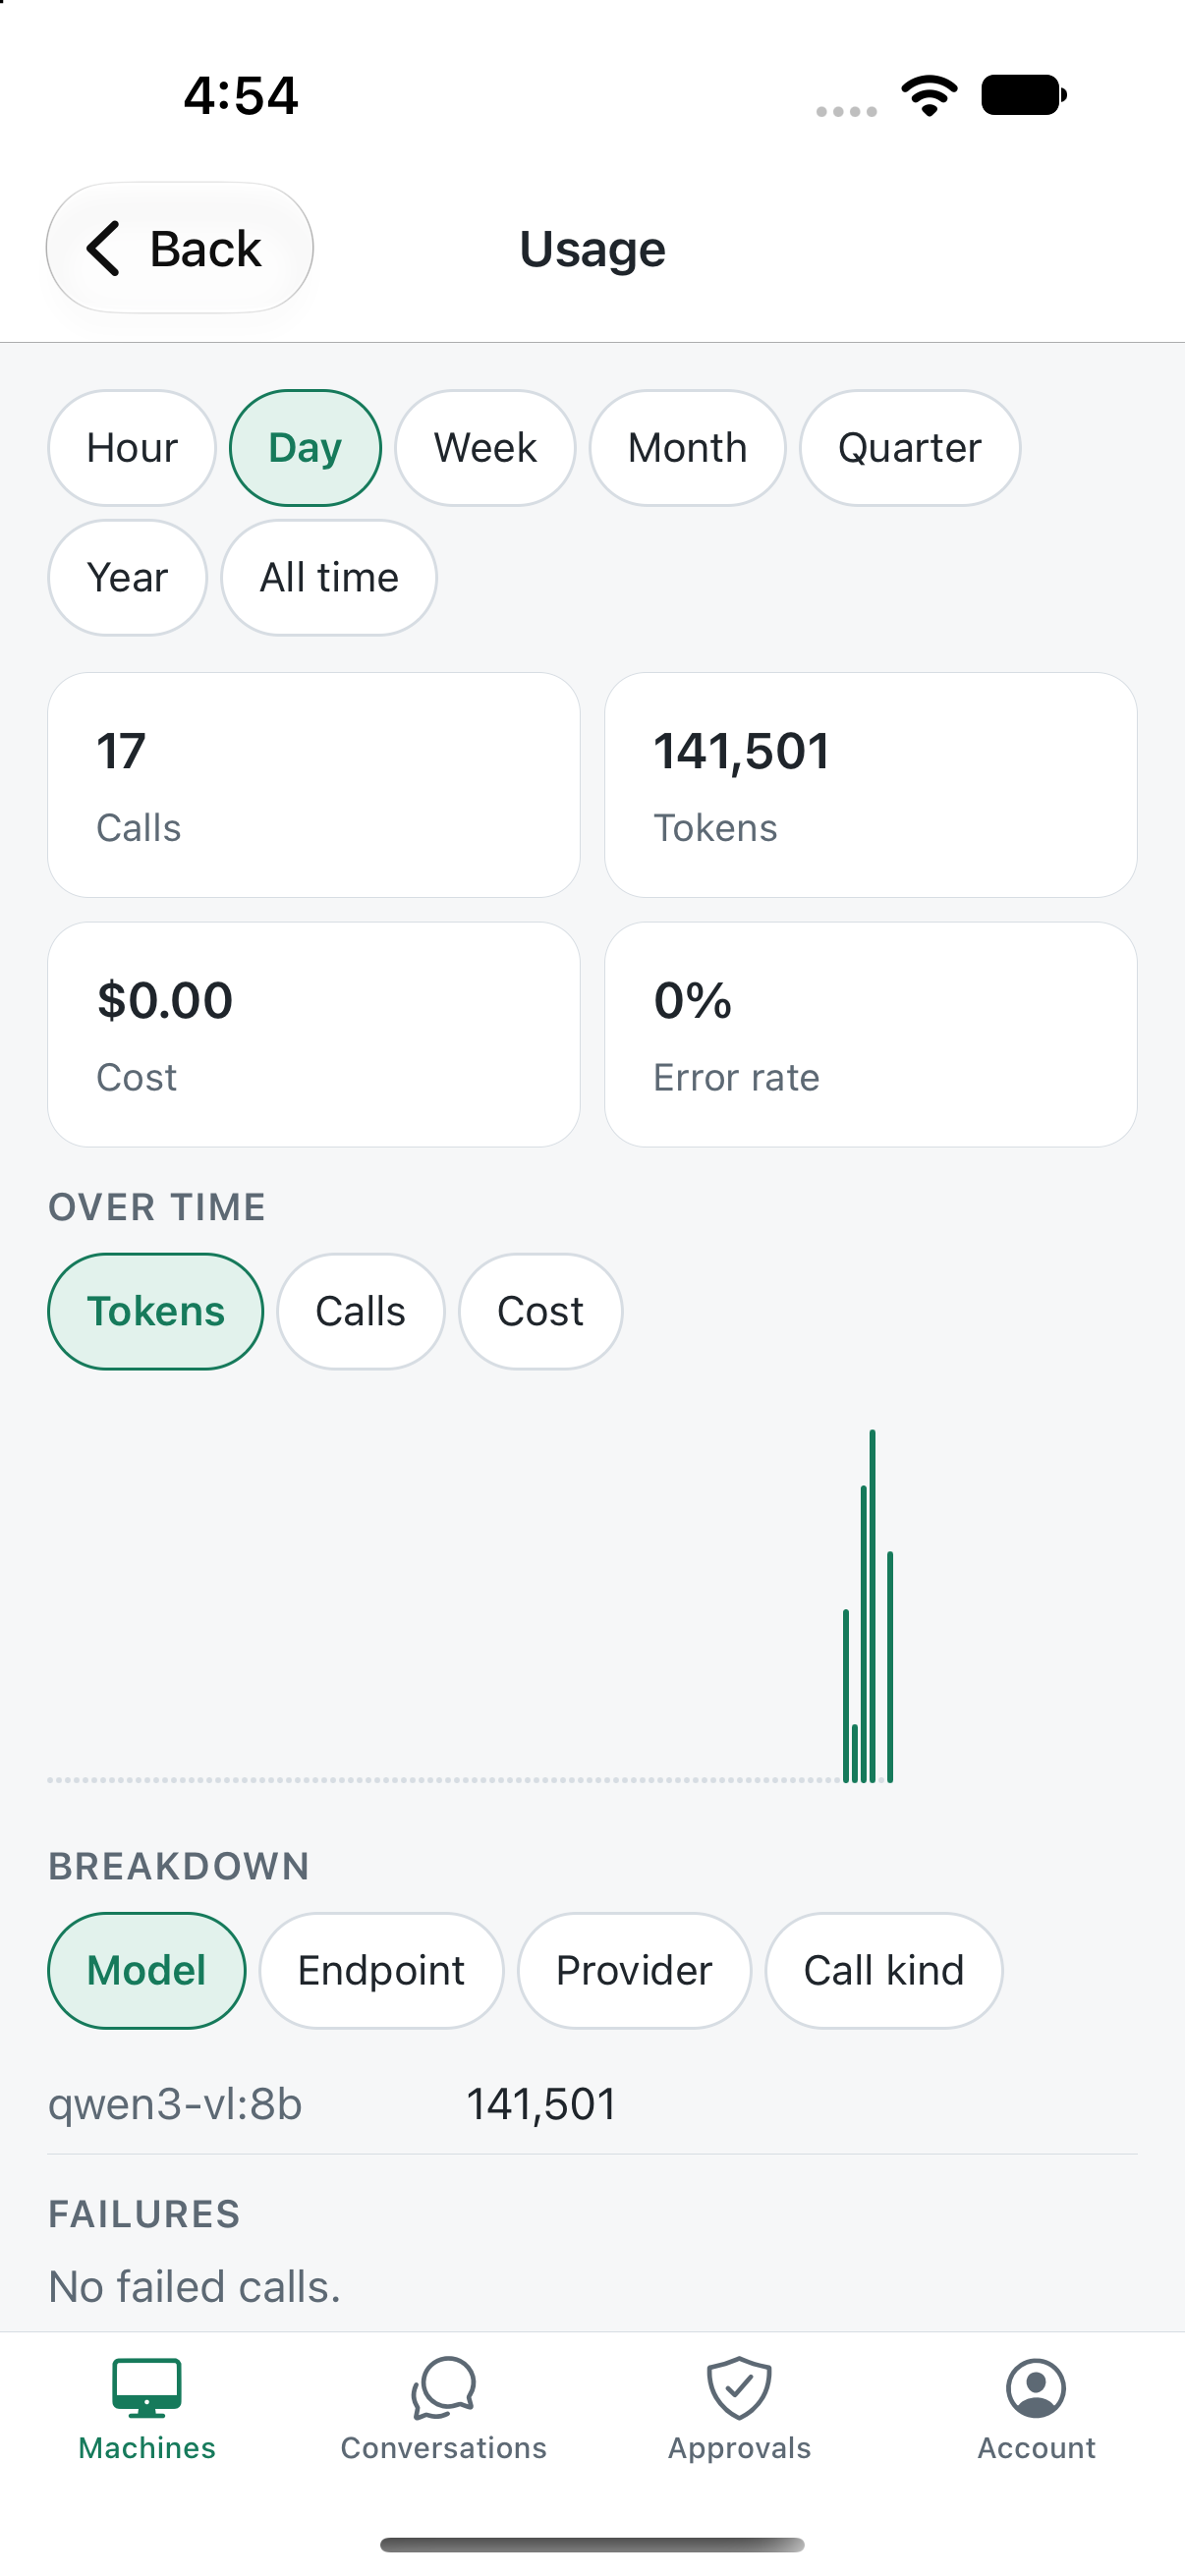 4:54
Back
Usage
Hour Day Week Month Quarter
Year All time
17 141,501
Calls Tokens
$0.00 0%
Cost Error rate
OVER TIME
Tokens Calls Cost
BREAKDOWN
Model Endpoint Provider Call kind
qwen3-vl:8b 141,501
FAILURES
No failed calls.
Machines Conversations Approvals Account